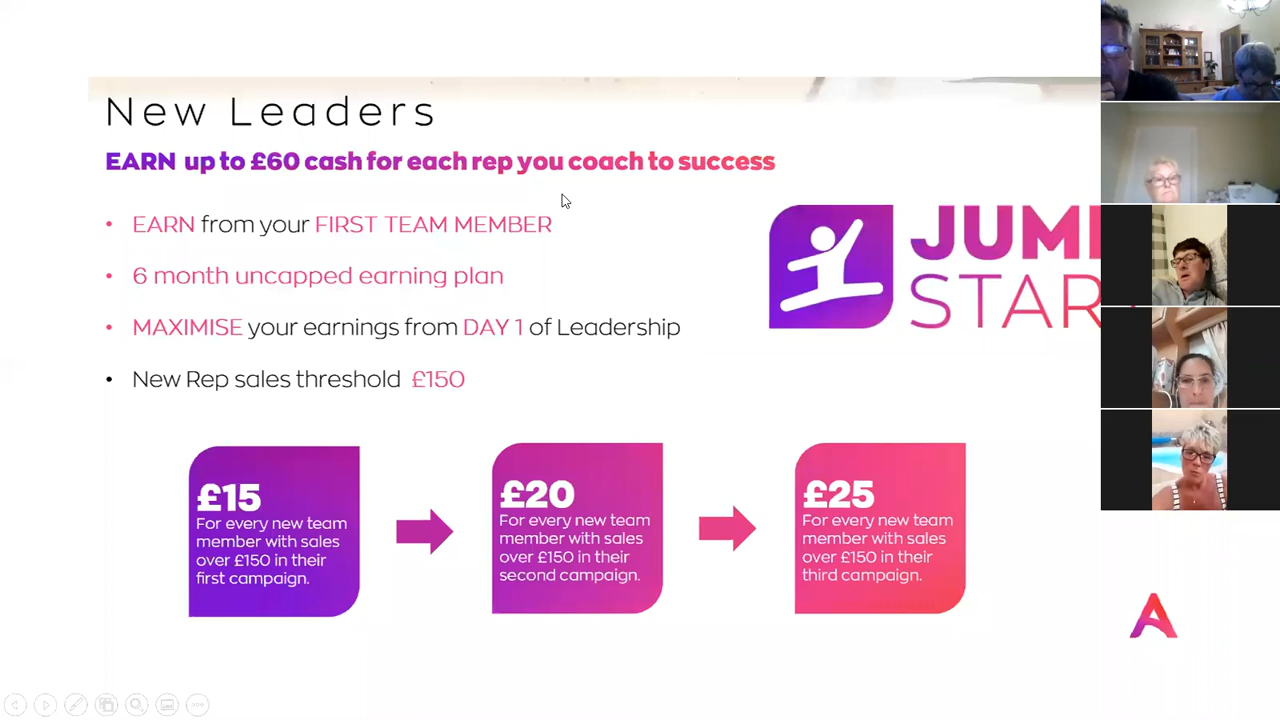 New Leaders
EARN up to £60 cash for each rep you coach to success
• EARN from your FIRST TEAM MEMBER
• 6 month uncapped earning plan
• MAXIMISE your earnings from DAY 1 of Leadership
• New Rep sales threshold £150
JUM
STAR
£15
For every new team
member with sales
over £150 in their
first campaign.
£20
For every new team
member with sales
over £150 in their
second campaign.
£25
For every new team
member with sales
over £150 in their
third campaign.
A